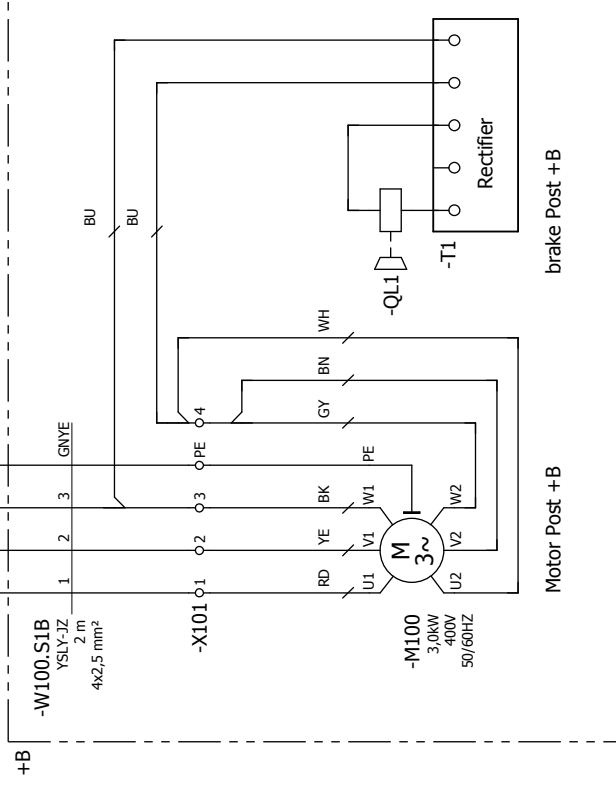 +B
-W100.S1B
YSLY-JZ
2 m
4x2,5 mm²
1
2
3
GNYE
BU
BU
-X101
1
2
3
PE
4
RD
YE
BK
PE
GY
BN
WH
U1
V1
W1
M
3~
U2
V2
W2
-M100
3,0kW
400V
50/60HZ
-QL1
-T1
Rectifier
Motor Post +B
brake Post +B